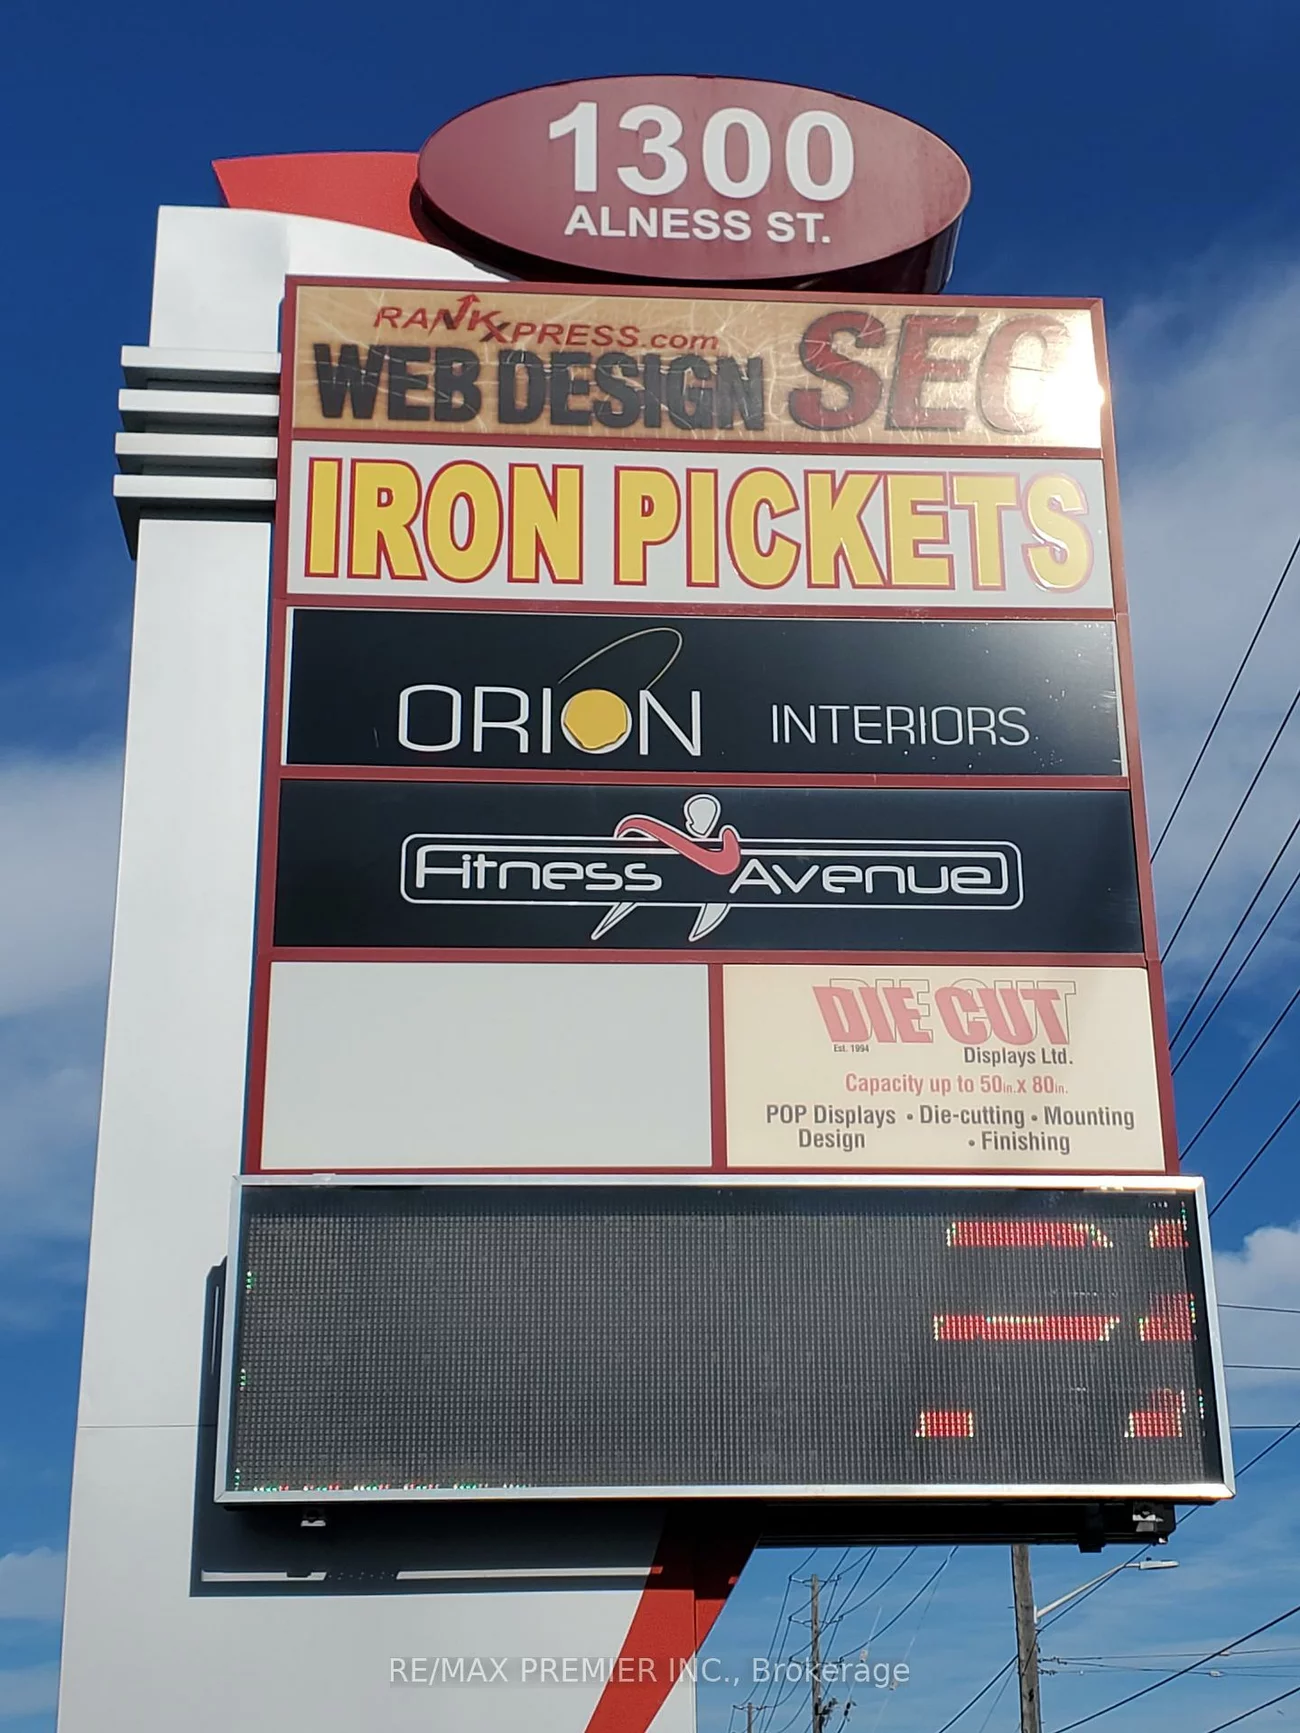 1300
ALNESS ST.
RANKXPRESS.com
WEB DESIGN SEO
IRON PICKETS
ORION INTERIORS
Fitness Avenue
DIE CUT
Est. 1994
Displays Ltd.
Capacity up to 50in. x 80in.
POP Displays • Die-cutting • Mounting
Design • Finishing
RE/MAX PREMIER INC., Brokerage